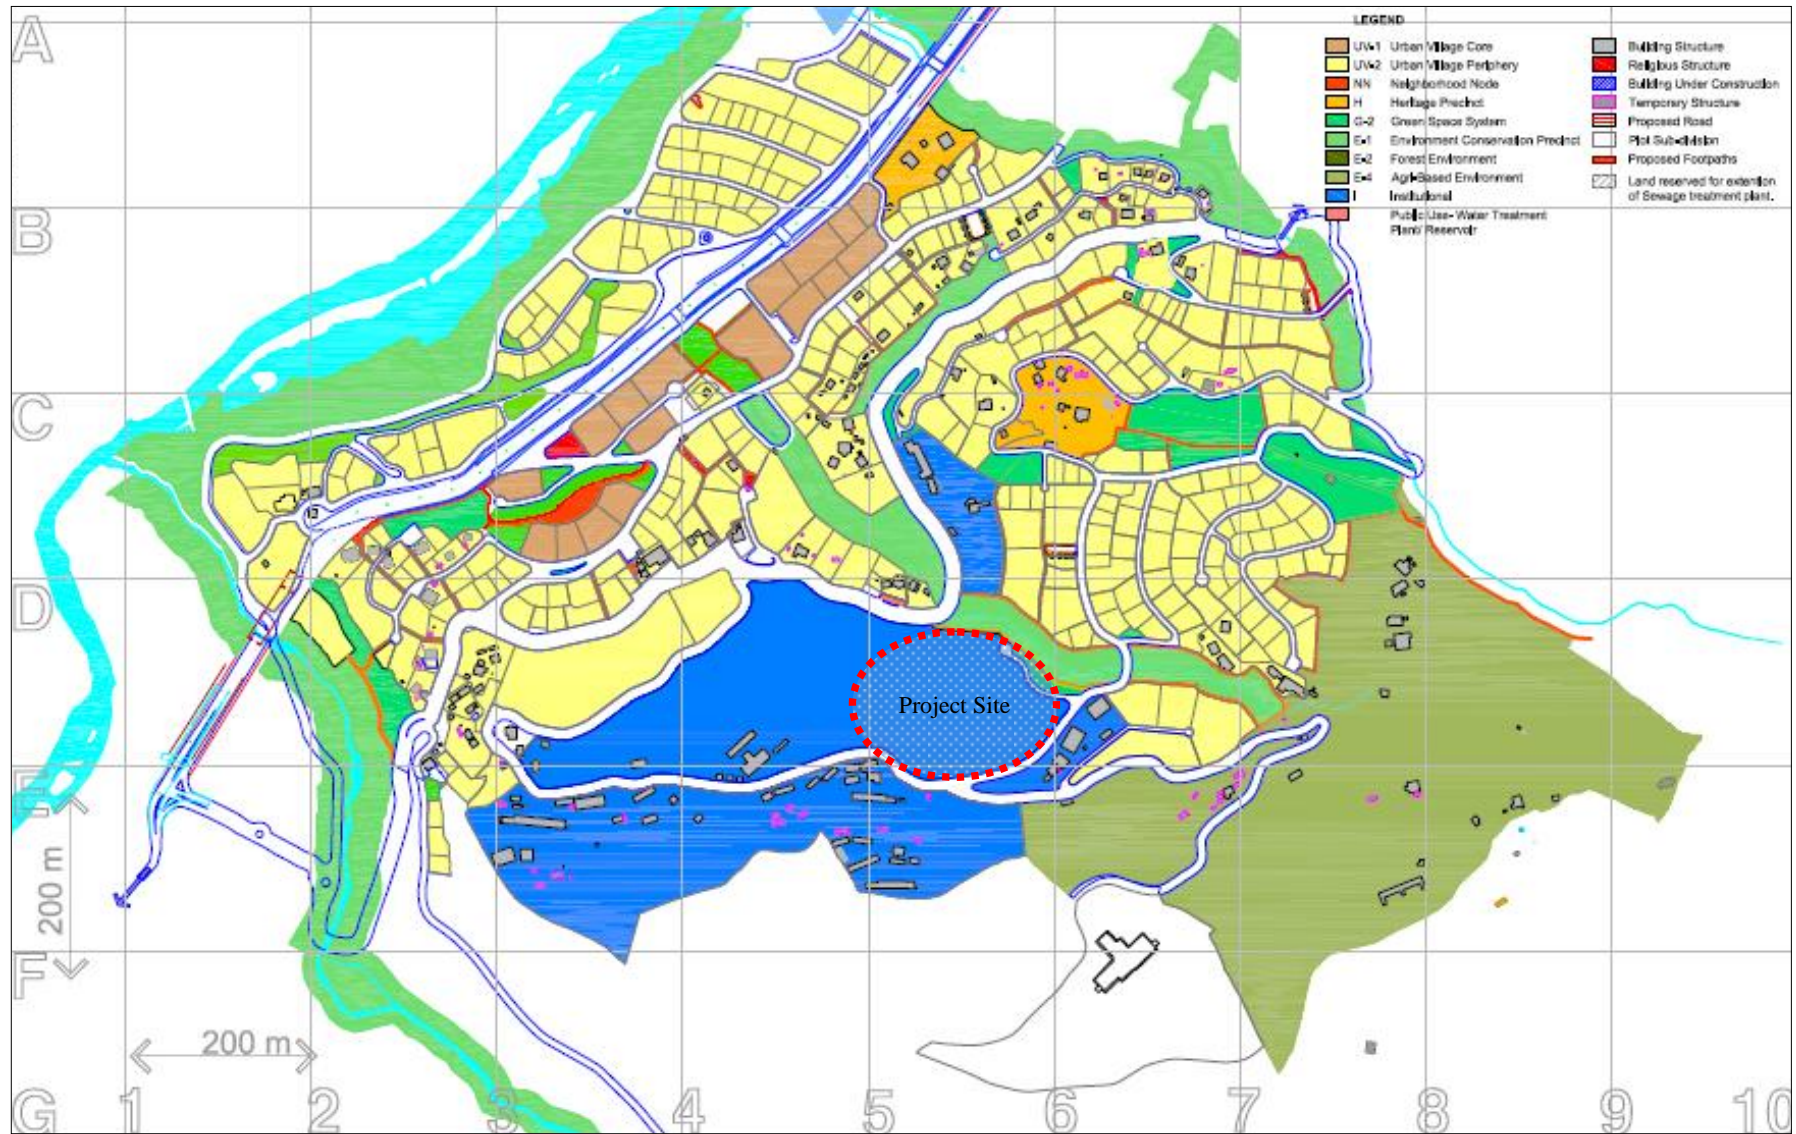 LEGEND
UV-1 Urban Village Core
UV-2 Urban Village Periphery
NN Neighborhood Node
H Heritage Precinct
G-2 Green Space System
E-1 Environment Conservation Precinct
E-2 Forest Environment
E-4 Agri-Based Environment
I Institutional
Public Use- Water Treatment
Plant/ Reservoir
Building Structure
Religious Structure
Building Under Construction
Temporary Structure
Proposed Road
Plot Sub-division
Proposed Footpaths
Land reserved for extention
of Sewage treatment plant.
A
B
C
D
Project Site
E
200 m
F
200 m
G 1 2 3 4 5 6 7 8 9 10